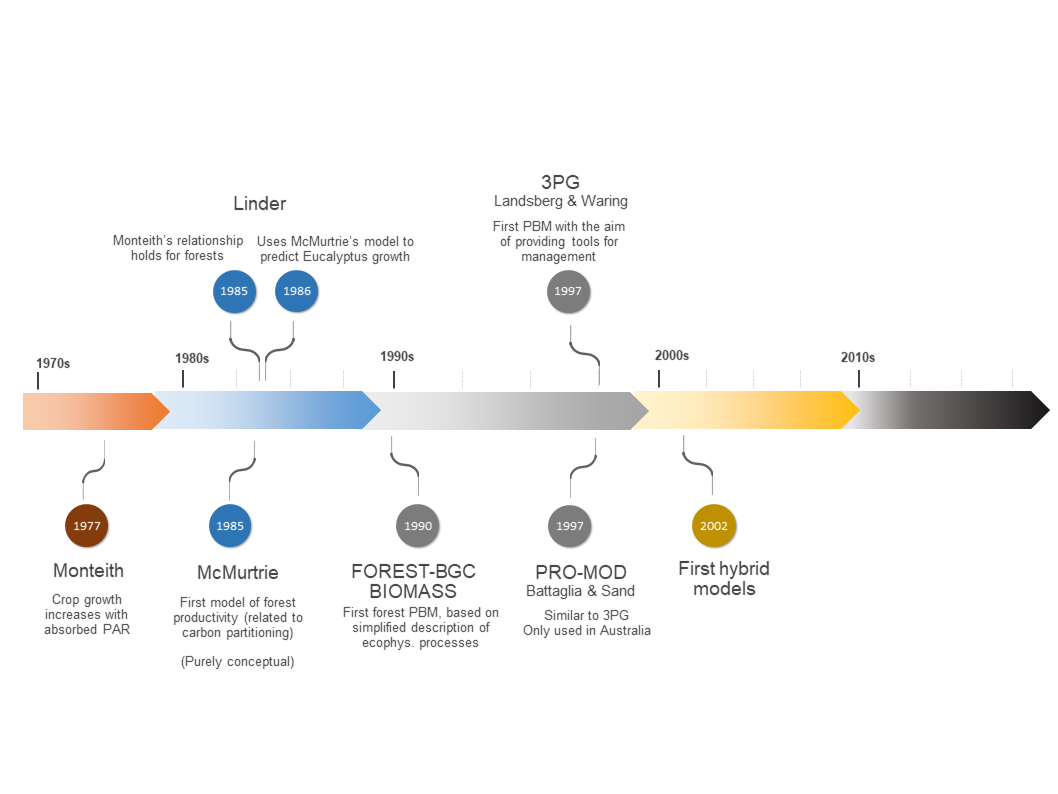 3PG
Landsberg & Waring
First PBM with the aim
of providing tools for
management
1997
Linder
Monteith's relationship
holds for forests
1985
Uses McMurtrie's model to
predict Eucalyptus growth
1986
1970s
1980s
1990s
2000s
2010s
1977
Monteith
Crop growth
increases with
absorbed PAR
1985
McMurtrie
First model of forest
productivity (related to
carbon partitioning)
(Purely conceptual)
1990
FOREST-BGC
BIOMASS
First forest PBM, based on
simplified description of
ecophys. processes
1997
PRO-MOD
Battaglia & Sand
Similar to 3PG
Only used in Australia
2002
First hybrid
models